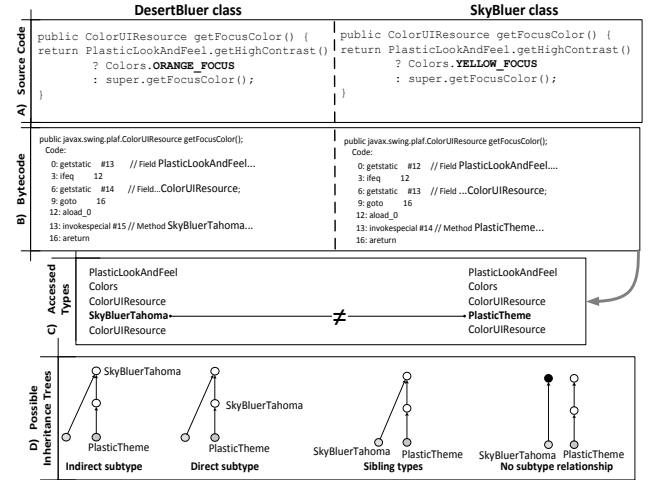 DesertBluer class
SkyBluer class
A) Source Code
public ColorUIResource getFocusColor() {
return PlasticLookAndFeel.getHighContrast()
? Colors.ORANGE_FOCUS
: super.getFocusColor();
}
public ColorUIResource getFocusColor() {
return PlasticLookAndFeel.getHighContrast()
? Colors.YELLOW_FOCUS
: super.getFocusColor();
}
B) Bytecode
public javax.swing.plaf.ColorUIResource getFocusColor();
Code:
0: getstatic #13 // Field PlasticLookAndFeel...
3: ifeq 12
6: getstatic #14 // Field...ColorUIResource;
9: goto 16
12: aload_0
13: invokespecial #15 // Method SkyBluerTahoma...
16: areturn
public javax.swing.plaf.ColorUIResource getFocusColor();
Code:
0: getstatic #12 // Field PlasticLookAndFeel....
3: ifeq 12
6: getstatic #13 // Field ...ColorUIResource;
9: goto 16
12: aload_0
13: invokespecial #14 // Method PlasticTheme...
16: areturn
C) Accessed Types
PlasticLookAndFeel
Colors
ColorUIResource
SkyBluerTahoma
ColorUIResource
≠
PlasticLookAndFeel
Colors
ColorUIResource
PlasticTheme
ColorUIResource
D) Possible Inheritance Trees
SkyBluerTahoma
PlasticTheme
Indirect subtype
SkyBluerTahoma
PlasticTheme
Direct subtype
SkyBluerTahoma PlasticTheme
Sibling types
SkyBluerTahoma PlasticTheme
No subtype relationship